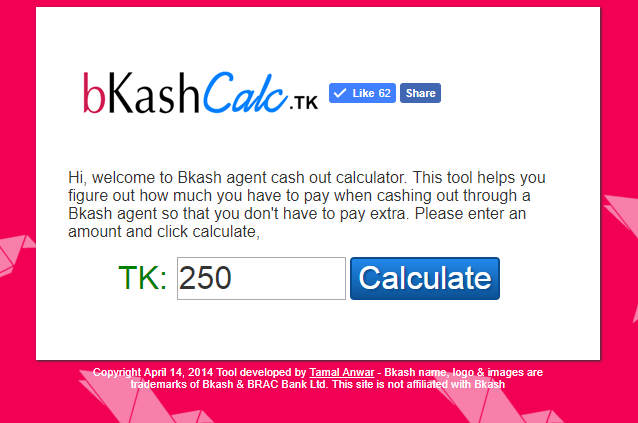 bKashCalc.TK
Like 62 Share
Hi, welcome to Bkash agent cash out calculator. This tool helps you
figure out how much you have to pay when cashing out through a
Bkash agent so that you don't have to pay extra. Please enter an
amount and click calculate,
TK: 250 Calculate
Copyright April 14, 2014 Tool developed by Tamal Anwar - Bkash name, logo & images are
trademarks of Bkash & BRAC Bank Ltd. This site is not affiliated with Bkash